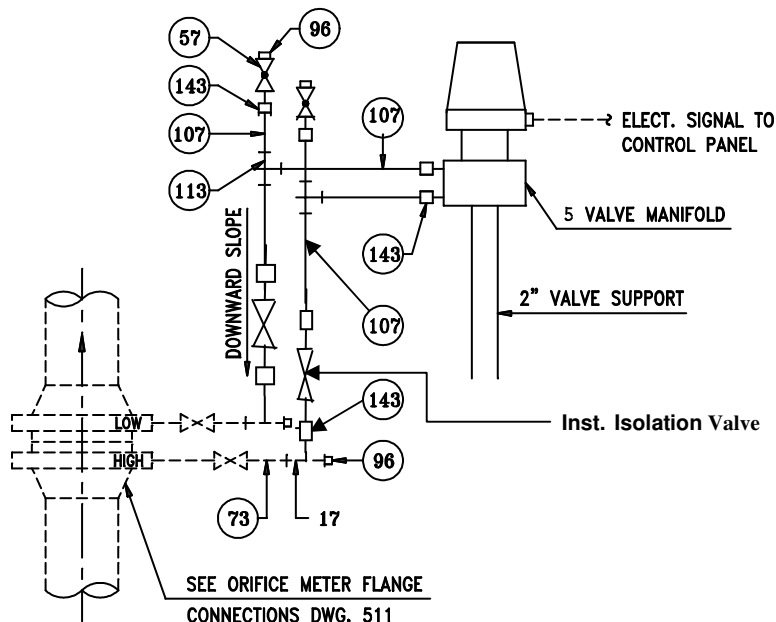 57
96
143
107
107
113
ELECT. SIGNAL TO
CONTROL PANEL
5 VALVE MANIFOLD
143
DOWNWARD SLOPE
107
2" VALVE SUPPORT
LOW
143
Inst. Isolation Valve
HIGH
96
73
17
SEE ORIFICE METER FLANGE
CONNECTIONS DWG. 511